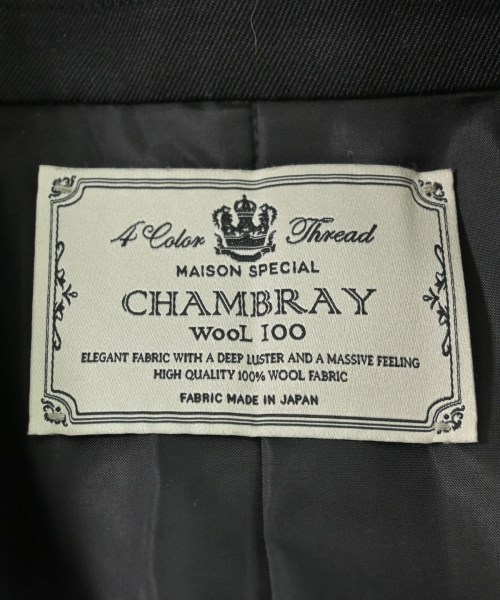 4 Color Thread
MAISON SPECIAL
CHAMBRAY
WOOL 100
ELEGANT FABRIC WITH A DEEP LUSTER AND A MASSIVE FEELING
HIGH QUALITY 100% WOOL FABRIC
FABRIC MADE IN JAPAN